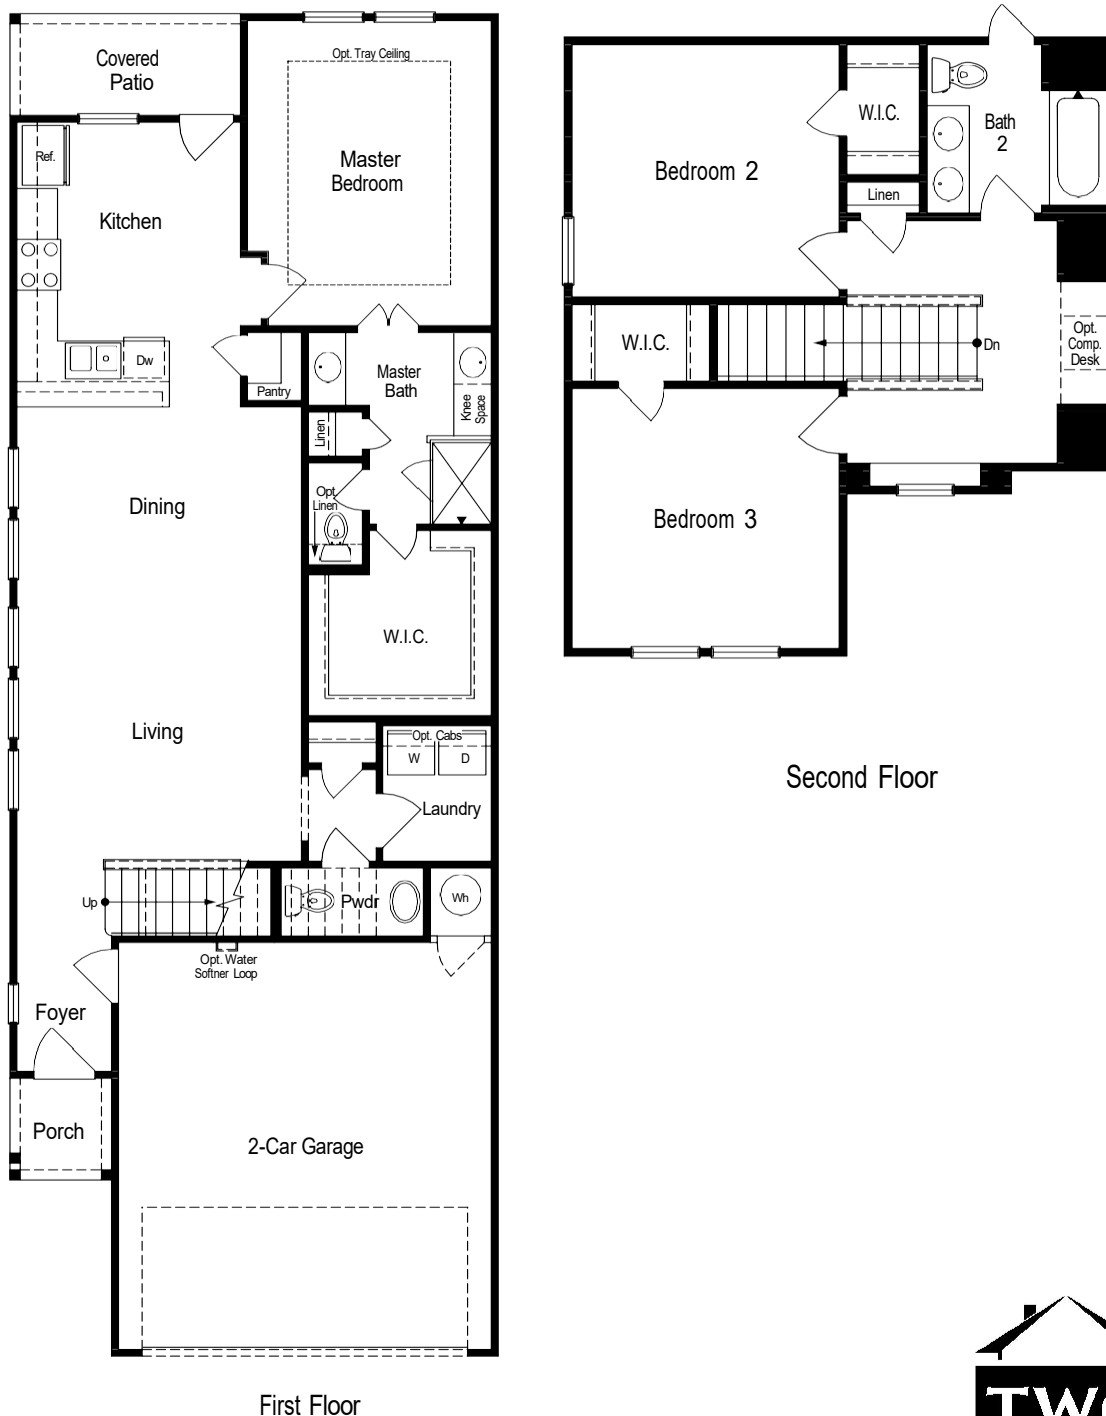 Covered
Patio
Opt. Tray Ceiling
Ref.
Master
Bedroom
Kitchen
Dw
Pantry
Master
Bath
Knee
Space
Linen
Dining
Opt.
Linen
W.I.C.
Living
Opt. Cabs
W
D
Laundry
Up
Pwdr
Wh
Opt. Water
Softner Loop
Foyer
Porch
2-Car Garage
First Floor
Bedroom 2
W.I.C.
Bath
2
Linen
W.I.C.
Dn
Opt.
Comp.
Desk
Bedroom 3
Second Floor